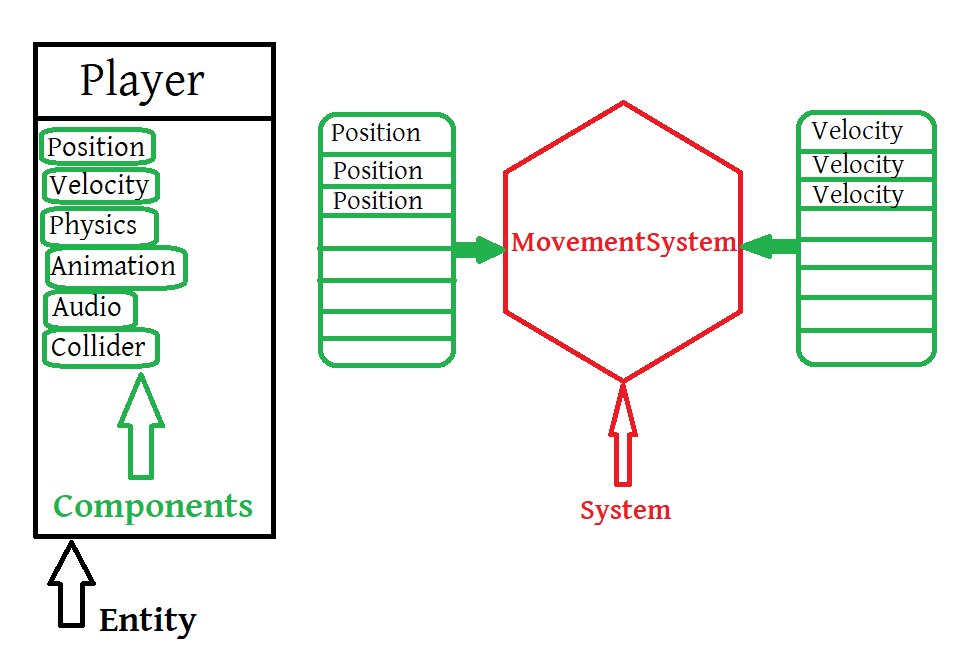 Player
Position
Velocity
Physics
Animation
Audio
Collider
Components
Entity
Position
Position
Position
MovementSystem
System
Velocity
Velocity
Velocity